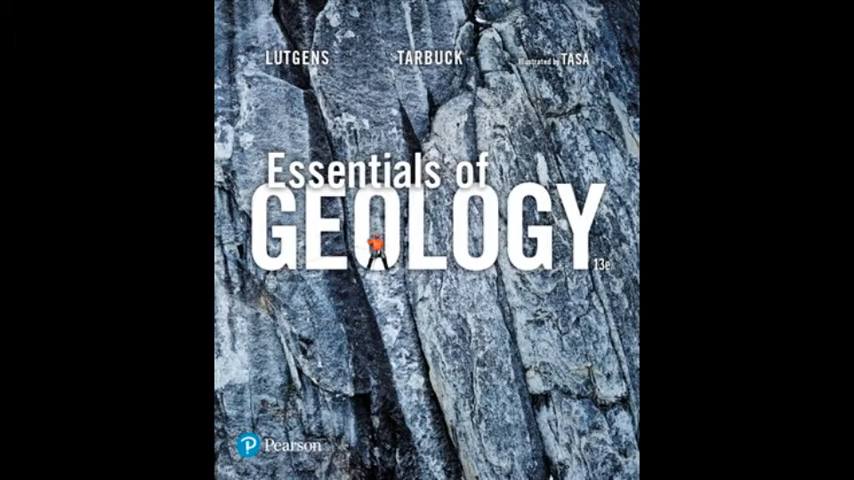 LUTGENS TARBUCK Illustrated by TASA
Essentials of
GEOLOGY
13e
Pearson